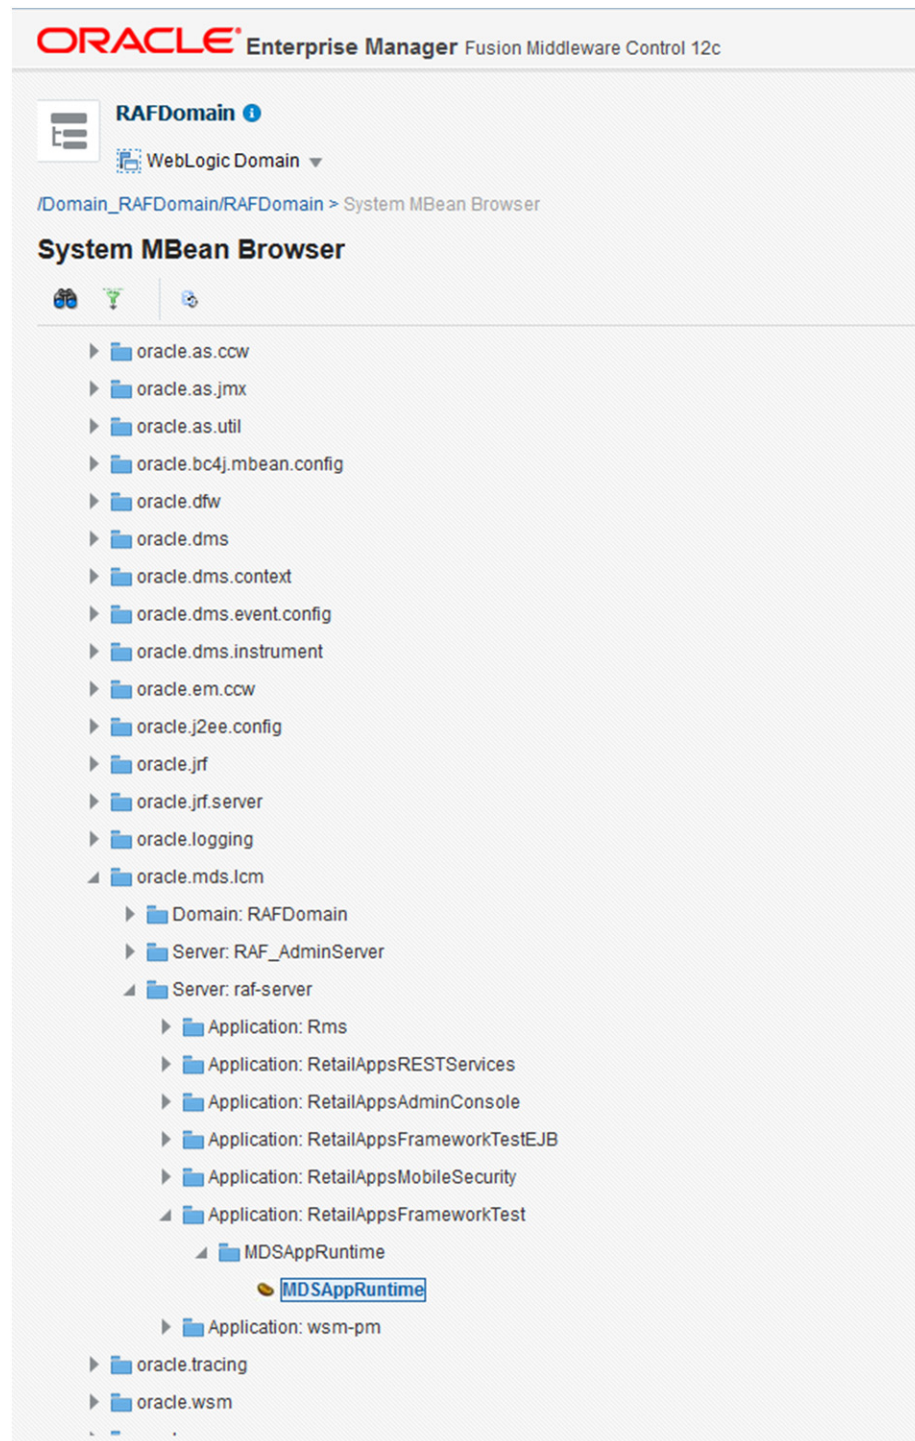 ORACLE Enterprise Manager Fusion Middleware Control 12c
RAFDomain
WebLogic Domain
/Domain_RAFDomain/RAFDomain > System MBean Browser
System MBean Browser
oracle.as.ccw
oracle.as.jmx
oracle.as.util
oracle.bc4j.mbean.config
oracle.dfw
oracle.dms
oracle.dms.context
oracle.dms.event.config
oracle.dms.instrument
oracle.em.ccw
oracle.j2ee.config
oracle.jrf
oracle.jrf.server
oracle.logging
oracle.mds.lcm
Domain: RAFDomain
Server: RAF_AdminServer
Server: raf-server
Application: Rms
Application: RetailAppsRESTServices
Application: RetailAppsAdminConsole
Application: RetailAppsFrameworkTestEJB
Application: RetailAppsMobileSecurity
Application: RetailAppsFrameworkTest
MDSAppRuntime
MDSAppRuntime
Application: wsm-pm
oracle.tracing
oracle.wsm